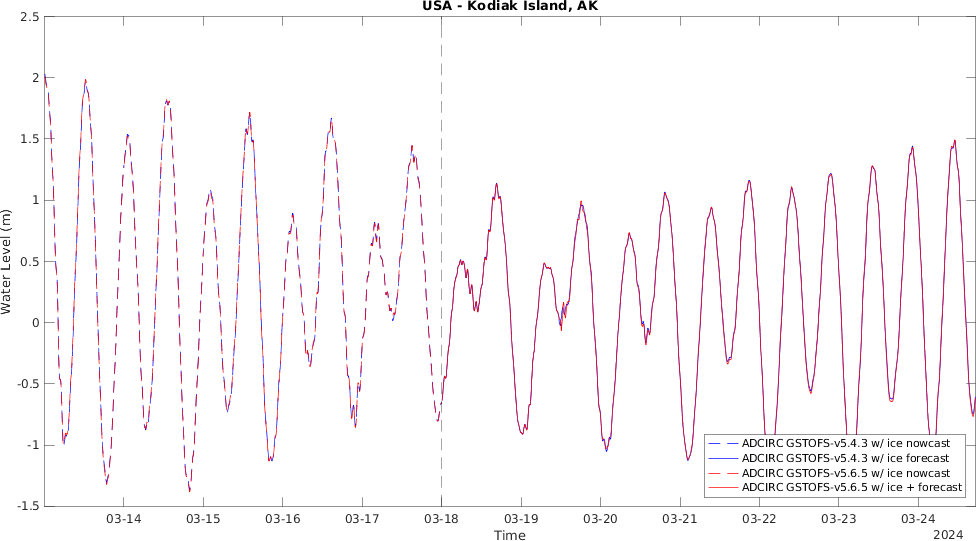 USA - Kodiak Island, AK
2.5
2
1.5
1
0.5
0
-0.5
-1
-1.5
Water Level (m)
03-14 03-15 03-16 03-17 03-18 03-19 03-20 03-21 03-22 03-23 03-24
Time
2024
ADCIRC GSTOFS-v5.4.3 w/ ice nowcast
ADCIRC GSTOFS-v5.4.3 w/ ice forecast
ADCIRC GSTOFS-v5.6.5 w/ ice nowcast
ADCIRC GSTOFS-v5.6.5 w/ ice + forecast